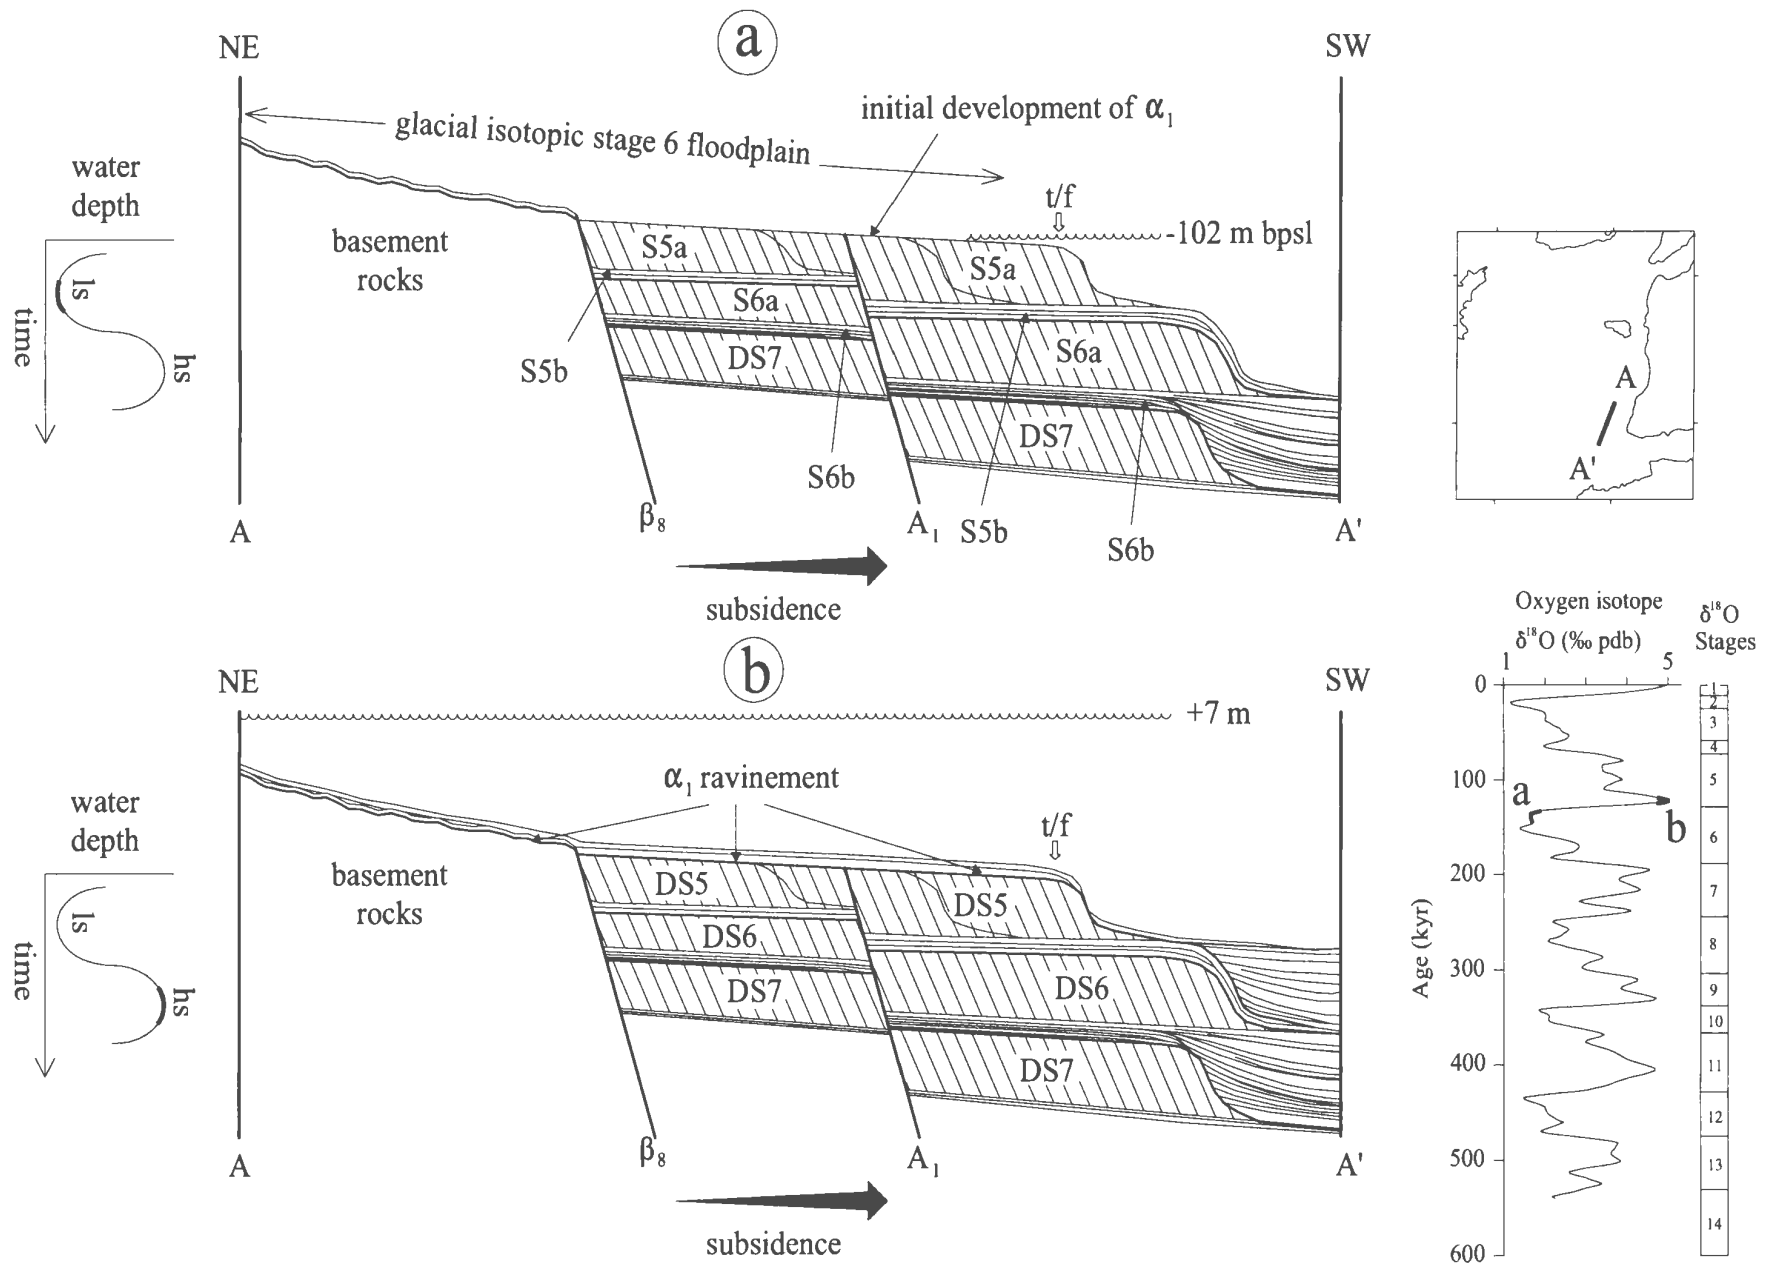 a
NE
SW
initial development of α₁
glacial isotopic stage 6 floodplain
water
depth
t/f
-102 m bpsl
basement
rocks
S5a
S5a
ls
S6a
time
hs
S5b
DS7
S6a
A
DS7
S6b
A'
A
β₈
A₁
S5b
S6b
A'
subsidence
b
NE
SW
+7 m
α₁ ravinement
water
depth
t/f
basement
rocks
DS5
DS5
ls
DS6
time
hs
DS7
DS6
DS7
A
β₈
A₁
A'
subsidence
Oxygen isotope
δ¹⁸O (‰ pdb)
δ¹⁸O
Stages
1
5
0
100
200
300
400
500
600
Age (kyr)
a
b
1
2
3
4
5
6
7
8
9
10
11
12
13
14